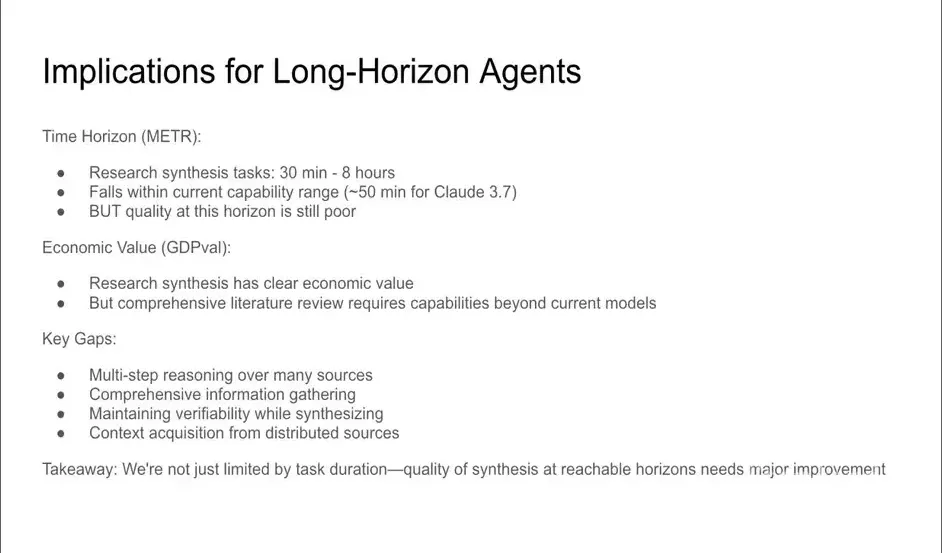 Implications for Long-Horizon Agents
Time Horizon (METR):
● Research synthesis tasks: 30 min - 8 hours
● Falls within current capability range (~50 min for Claude 3.7)
● BUT quality at this horizon is still poor
Economic Value (GDPval):
● Research synthesis has clear economic value
● But comprehensive literature review requires capabilities beyond current models
Key Gaps:
● Multi-step reasoning over many sources
● Comprehensive information gathering
● Maintaining verifiability while synthesizing
● Context acquisition from distributed sources
Takeaway: We're not just limited by task duration—quality of synthesis at reachable horizons needs major improvement